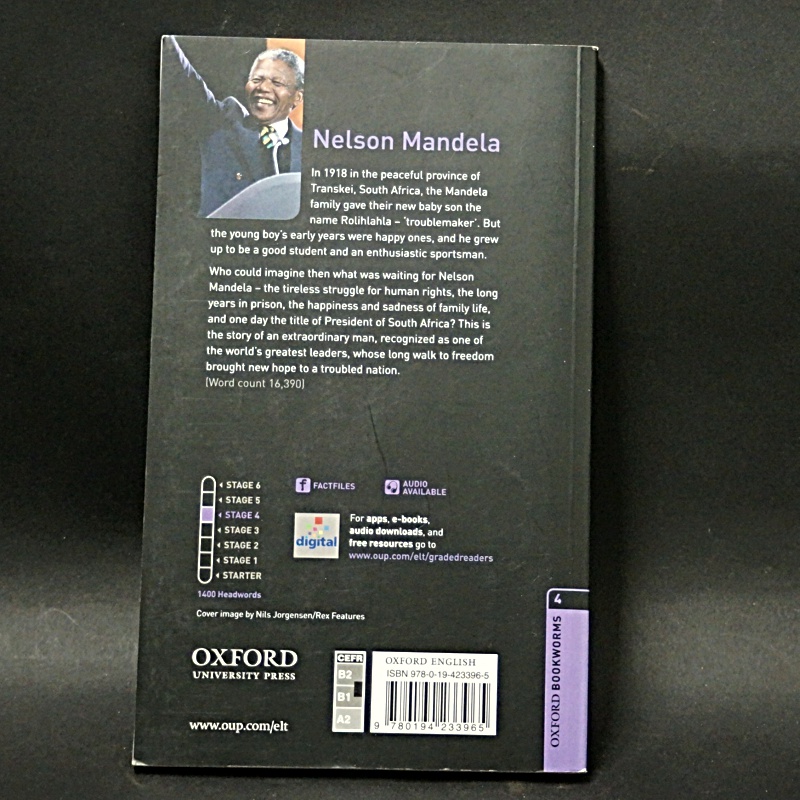 Nelson Mandela
In 1918 in the peaceful province of
Transkei, South Africa, the Mandela
family gave their new baby son the
name Rolihlahla – 'troublemaker'. But
the young boy's early years were happy ones, and he grew
up to be a good student and an enthusiastic sportsman.
Who could imagine then what was waiting for Nelson
Mandela – the tireless struggle for human rights, the long
years in prison, the happiness and sadness of family life,
and one day the title of President of South Africa? This is
the story of an extraordinary man, recognized as one of
the world's greatest leaders, whose long walk to freedom
brought new hope to a troubled nation.
(Word count 16,390)
STAGE 6
STAGE 5
STAGE 4
STAGE 3
STAGE 2
STAGE 1
STARTER
1400 Headwords
f FACTFILES
AUDIO
AVAILABLE
digital
For apps, e-books,
audio downloads, and
free resources go to
www.oup.com/elt/gradedreaders
Cover image by Nils Jorgensen/Rex Features
OXFORD
UNIVERSITY PRESS
www.oup.com/elt
CEFR
B2
B1
A2
OXFORD ENGLISH
ISBN 978-0-19-423396-5
9 780194 233965
4
OXFORD BOOKWORMS